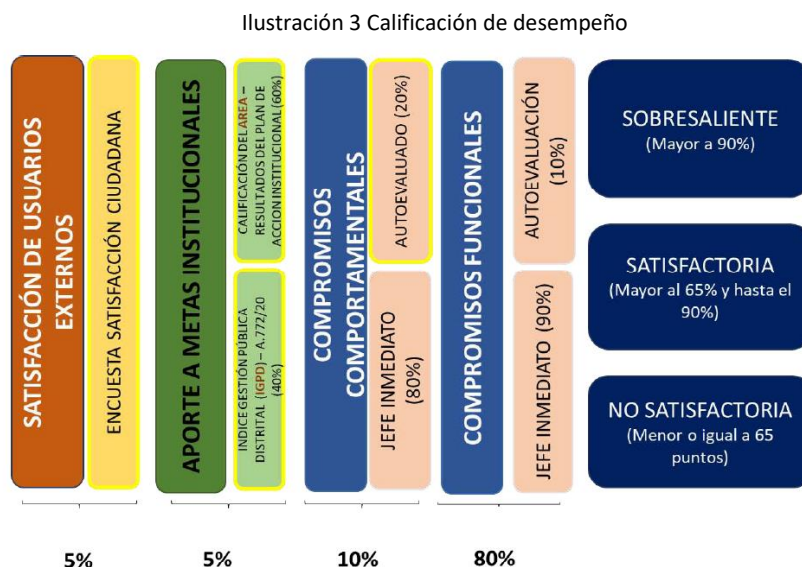 Ilustración 3 Calificación de desempeño
SATISFACCIÓN DE USUARIOS
EXTERNOS
ENCUESTA SATISFACCIÓN CIUDADANA
5%
APORTE A METAS INSTITUCIONALES
CALIFICACIÓN DEL AREA –
RESULTADOS DEL PLAN DE
ACCION INSTITUCIONAL (60%)
INDICE GESTIÓN PÚBLICA
DISTRITAL (IGPD) – A.772/20
(40%)
5%
COMPROMISOS
COMPORTAMENTALES
AUTOEVALUADO (20%)
JEFE INMEDIATO
(80%)
10%
COMPROMISOS FUNCIONALES
AUTOEVALUACIÓN
(10%)
JEFE INMEDIATO (90%)
80%
SOBRESALIENTE
(Mayor a 90%)
SATISFACTORIA
(Mayor al 65% y hasta el
90%)
NO SATISFACTORIA
(Menor o igual a 65
puntos)